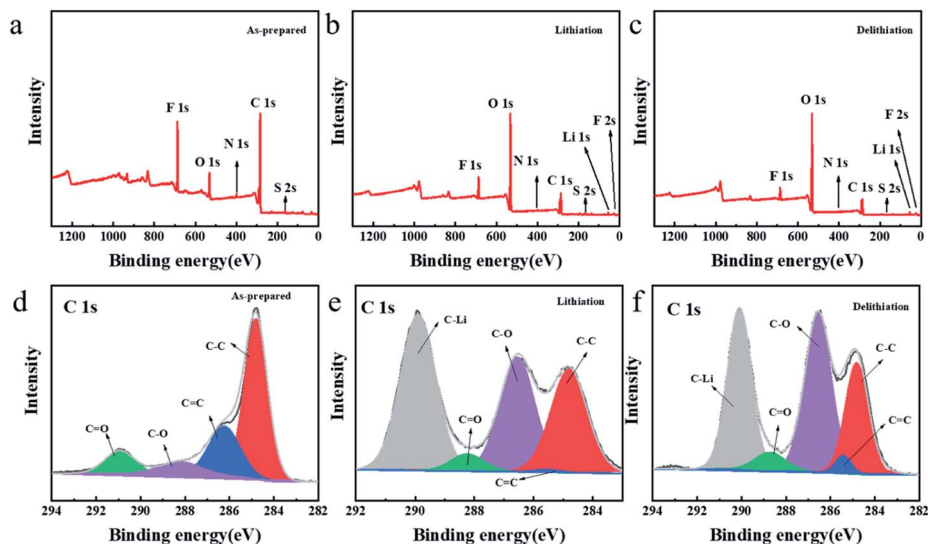 a
As-prepared
F 1s
C 1s
O 1s
N 1s
S 2s
Intensity
1200 1000 800 600 400 200 0
Binding energy(eV)
b
Lithiation
O 1s
F 1s
N 1s
C 1s
S 2s
Li 1s
F 2s
Intensity
1200 1000 800 600 400 200 0
Binding energy(eV)
c
Delithiation
O 1s
F 2s
Li 1s
F 1s
N 1s
C 1s
S 2s
Intensity
1200 1000 800 600 400 200 0
Binding energy(eV)
d
C 1s
As-prepared
C-C
C=C
C=O
C-O
Intensity
294 292 290 288 286 284 282
Binding energy(eV)
e
C 1s
Lithiation
C-Li
C-O
C-C
C=O
C=C
Intensity
292 290 288 286 284
Binding energy(eV)
f
C 1s
Delithiation
C-O
C-C
C-Li
C=O
C=C
Intensity
294 292 290 288 286 284 282
Binding energy(eV)